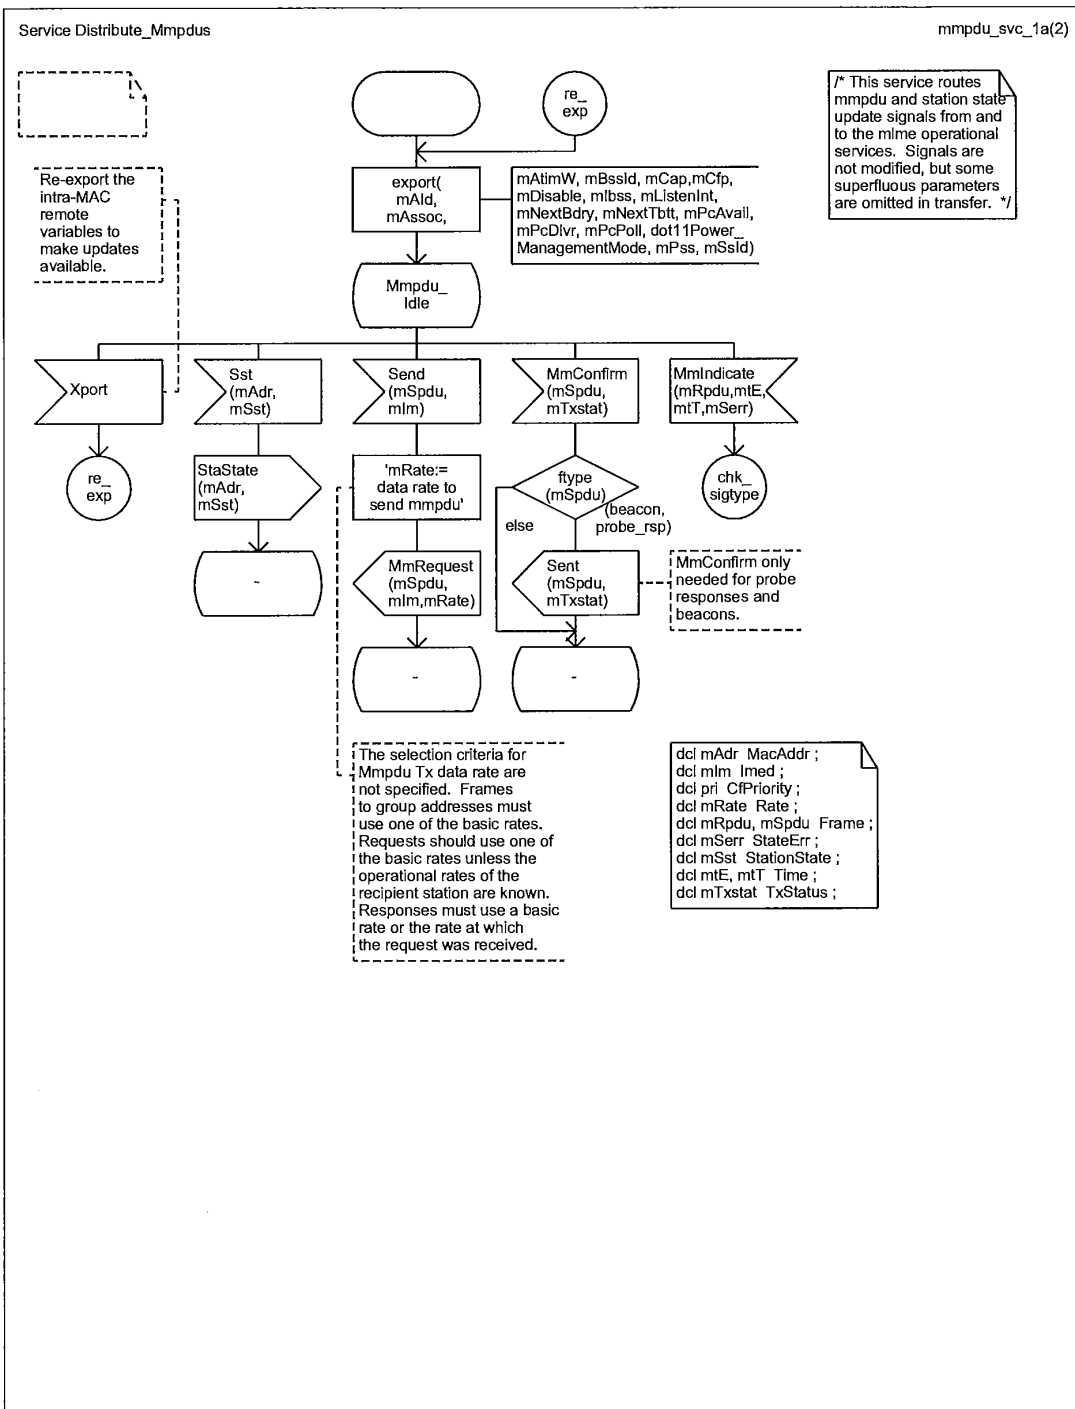 Service Distribute_Mmpdus
mmpdu_svc_1a(2)
re_
exp
/* This service routes
mmpdu and station state
update signals from and
to the mlme operational
services. Signals are
not modified, but some
superfluous parameters
are omitted in transfer. */
Re-export the
intra-MAC
remote
variables to
make updates
available.
export(
mAId,
mAssoc,
mAtimW, mBssId, mCap,mCfp,
mDisable, mIbss, mListenInt,
mNextBdry, mNextTbtt, mPcAvail,
mPcDlvr, mPcPoll, dot11Power_
ManagementMode, mPss, mSsId)
Mmpdu_
Idle
Xport
Sst
(mAdr,
mSst)
Send
(mSpdu,
mIm)
MmConfirm
(mSpdu,
mTxstat)
MmIndicate
(mRpdu,mtE,
mtT,mSerr)
re_
exp
StaState
(mAdr,
mSst)
'mRate:=
data rate to
send mmpdu'
ftype
(mSpdu)
else
(beacon,
probe_rsp)
chk_
sigtype
-
MmRequest
(mSpdu,
mIm,mRate)
Sent
(mSpdu,
mTxstat)
MmConfirm only
needed for probe
responses and
beacons.
-
-
The selection criteria for
Mmpdu Tx data rate are
not specified. Frames
to group addresses must
use one of the basic rates.
Requests should use one of
the basic rates unless the
operational rates of the
recipient station are known.
Responses must use a basic
rate or the rate at which
the request was received.
dcl mAdr MacAddr ;
dcl mIm Imed ;
dcl pri CfPriority ;
dcl mRate Rate ;
dcl mRpdu, mSpdu Frame ;
dcl mSerr StateErr ;
dcl mSst StationState ;
dcl mtE, mtT Time ;
dcl mTxstat TxStatus ;